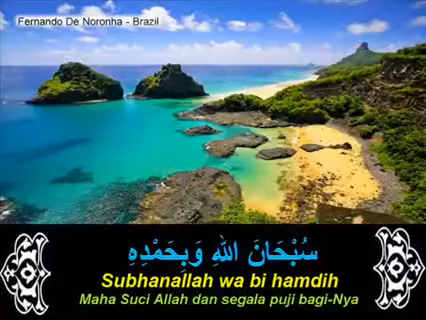 Fernando De Noronha - Brazil
سُبْحَانَ اللهِ وَبِحَمْدِهِ
Subhanallah wa bi hamdih
Maha Suci Allah dan segala puji bagi-Nya